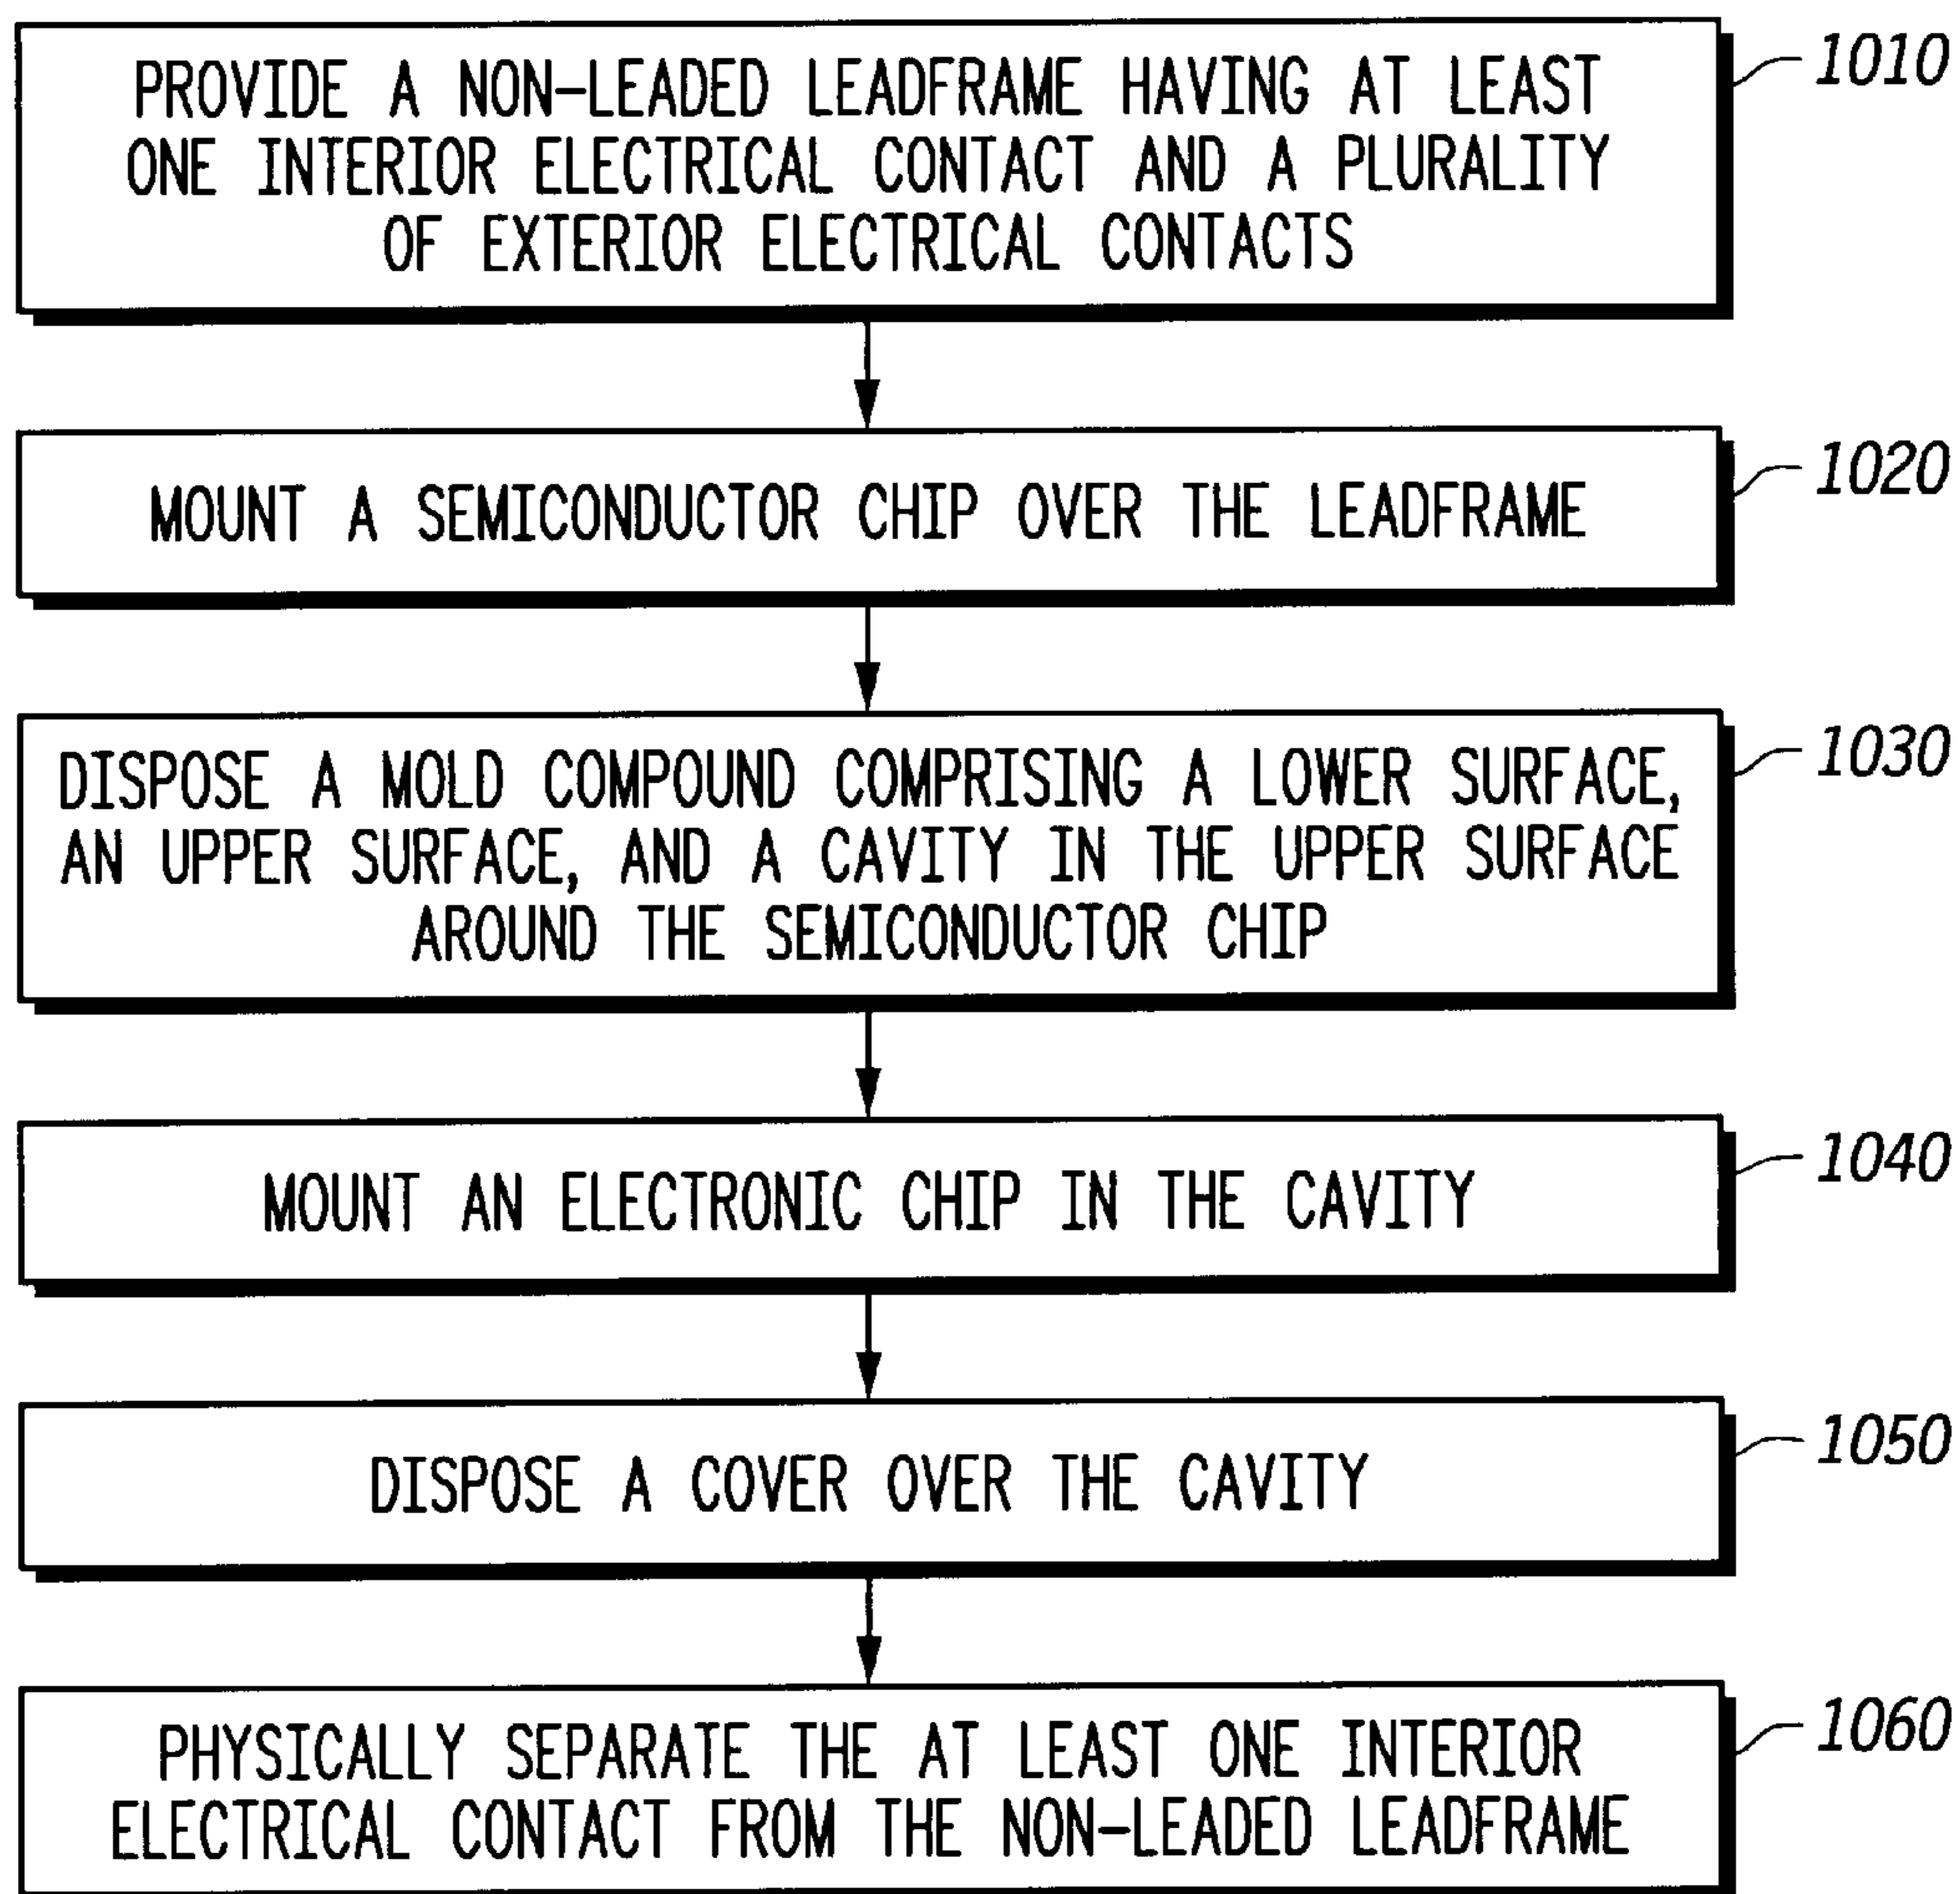 PROVIDE A NON-LEADED LEADFRAME HAVING AT LEAST
ONE INTERIOR ELECTRICAL CONTACT AND A PLURALITY
OF EXTERIOR ELECTRICAL CONTACTS
1010
MOUNT A SEMICONDUCTOR CHIP OVER THE LEADFRAME
1020
DISPOSE A MOLD COMPOUND COMPRISING A LOWER SURFACE,
AN UPPER SURFACE, AND A CAVITY IN THE UPPER SURFACE
AROUND THE SEMICONDUCTOR CHIP
1030
MOUNT AN ELECTRONIC CHIP IN THE CAVITY
1040
DISPOSE A COVER OVER THE CAVITY
1050
PHYSICALLY SEPARATE THE AT LEAST ONE INTERIOR
ELECTRICAL CONTACT FROM THE NON-LEADED LEADFRAME
1060